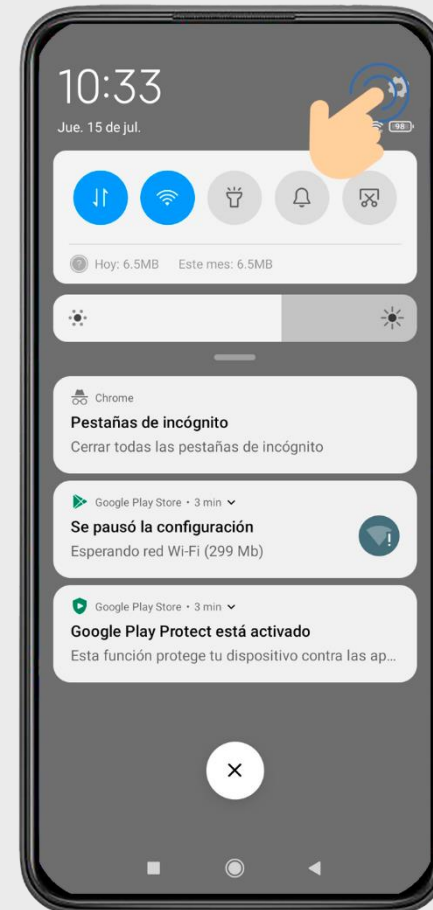 10:33
Jue. 15 de jul.
98
Hoy: 6.5MB Este mes: 6.5MB
Chrome
Pestañas de incógnito
Cerrar todas las pestañas de incógnito
Google Play Store • 3 min
Se pausó la configuración
Esperando red Wi-Fi (299 Mb)
Google Play Store • 3 min
Google Play Protect está activado
Esta función protege tu dispositivo contra las ap...